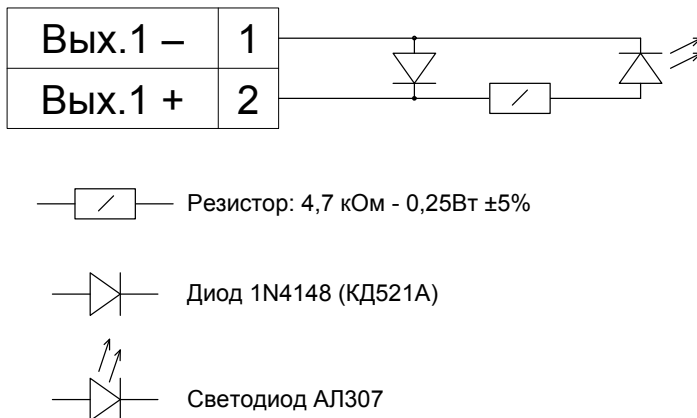 Вых.1 – 1
Вых.1 + 2
Резистор: 4,7 кОм - 0,25Вт ±5%
Диод 1N4148 (КД521А)
Светодиод АЛ307